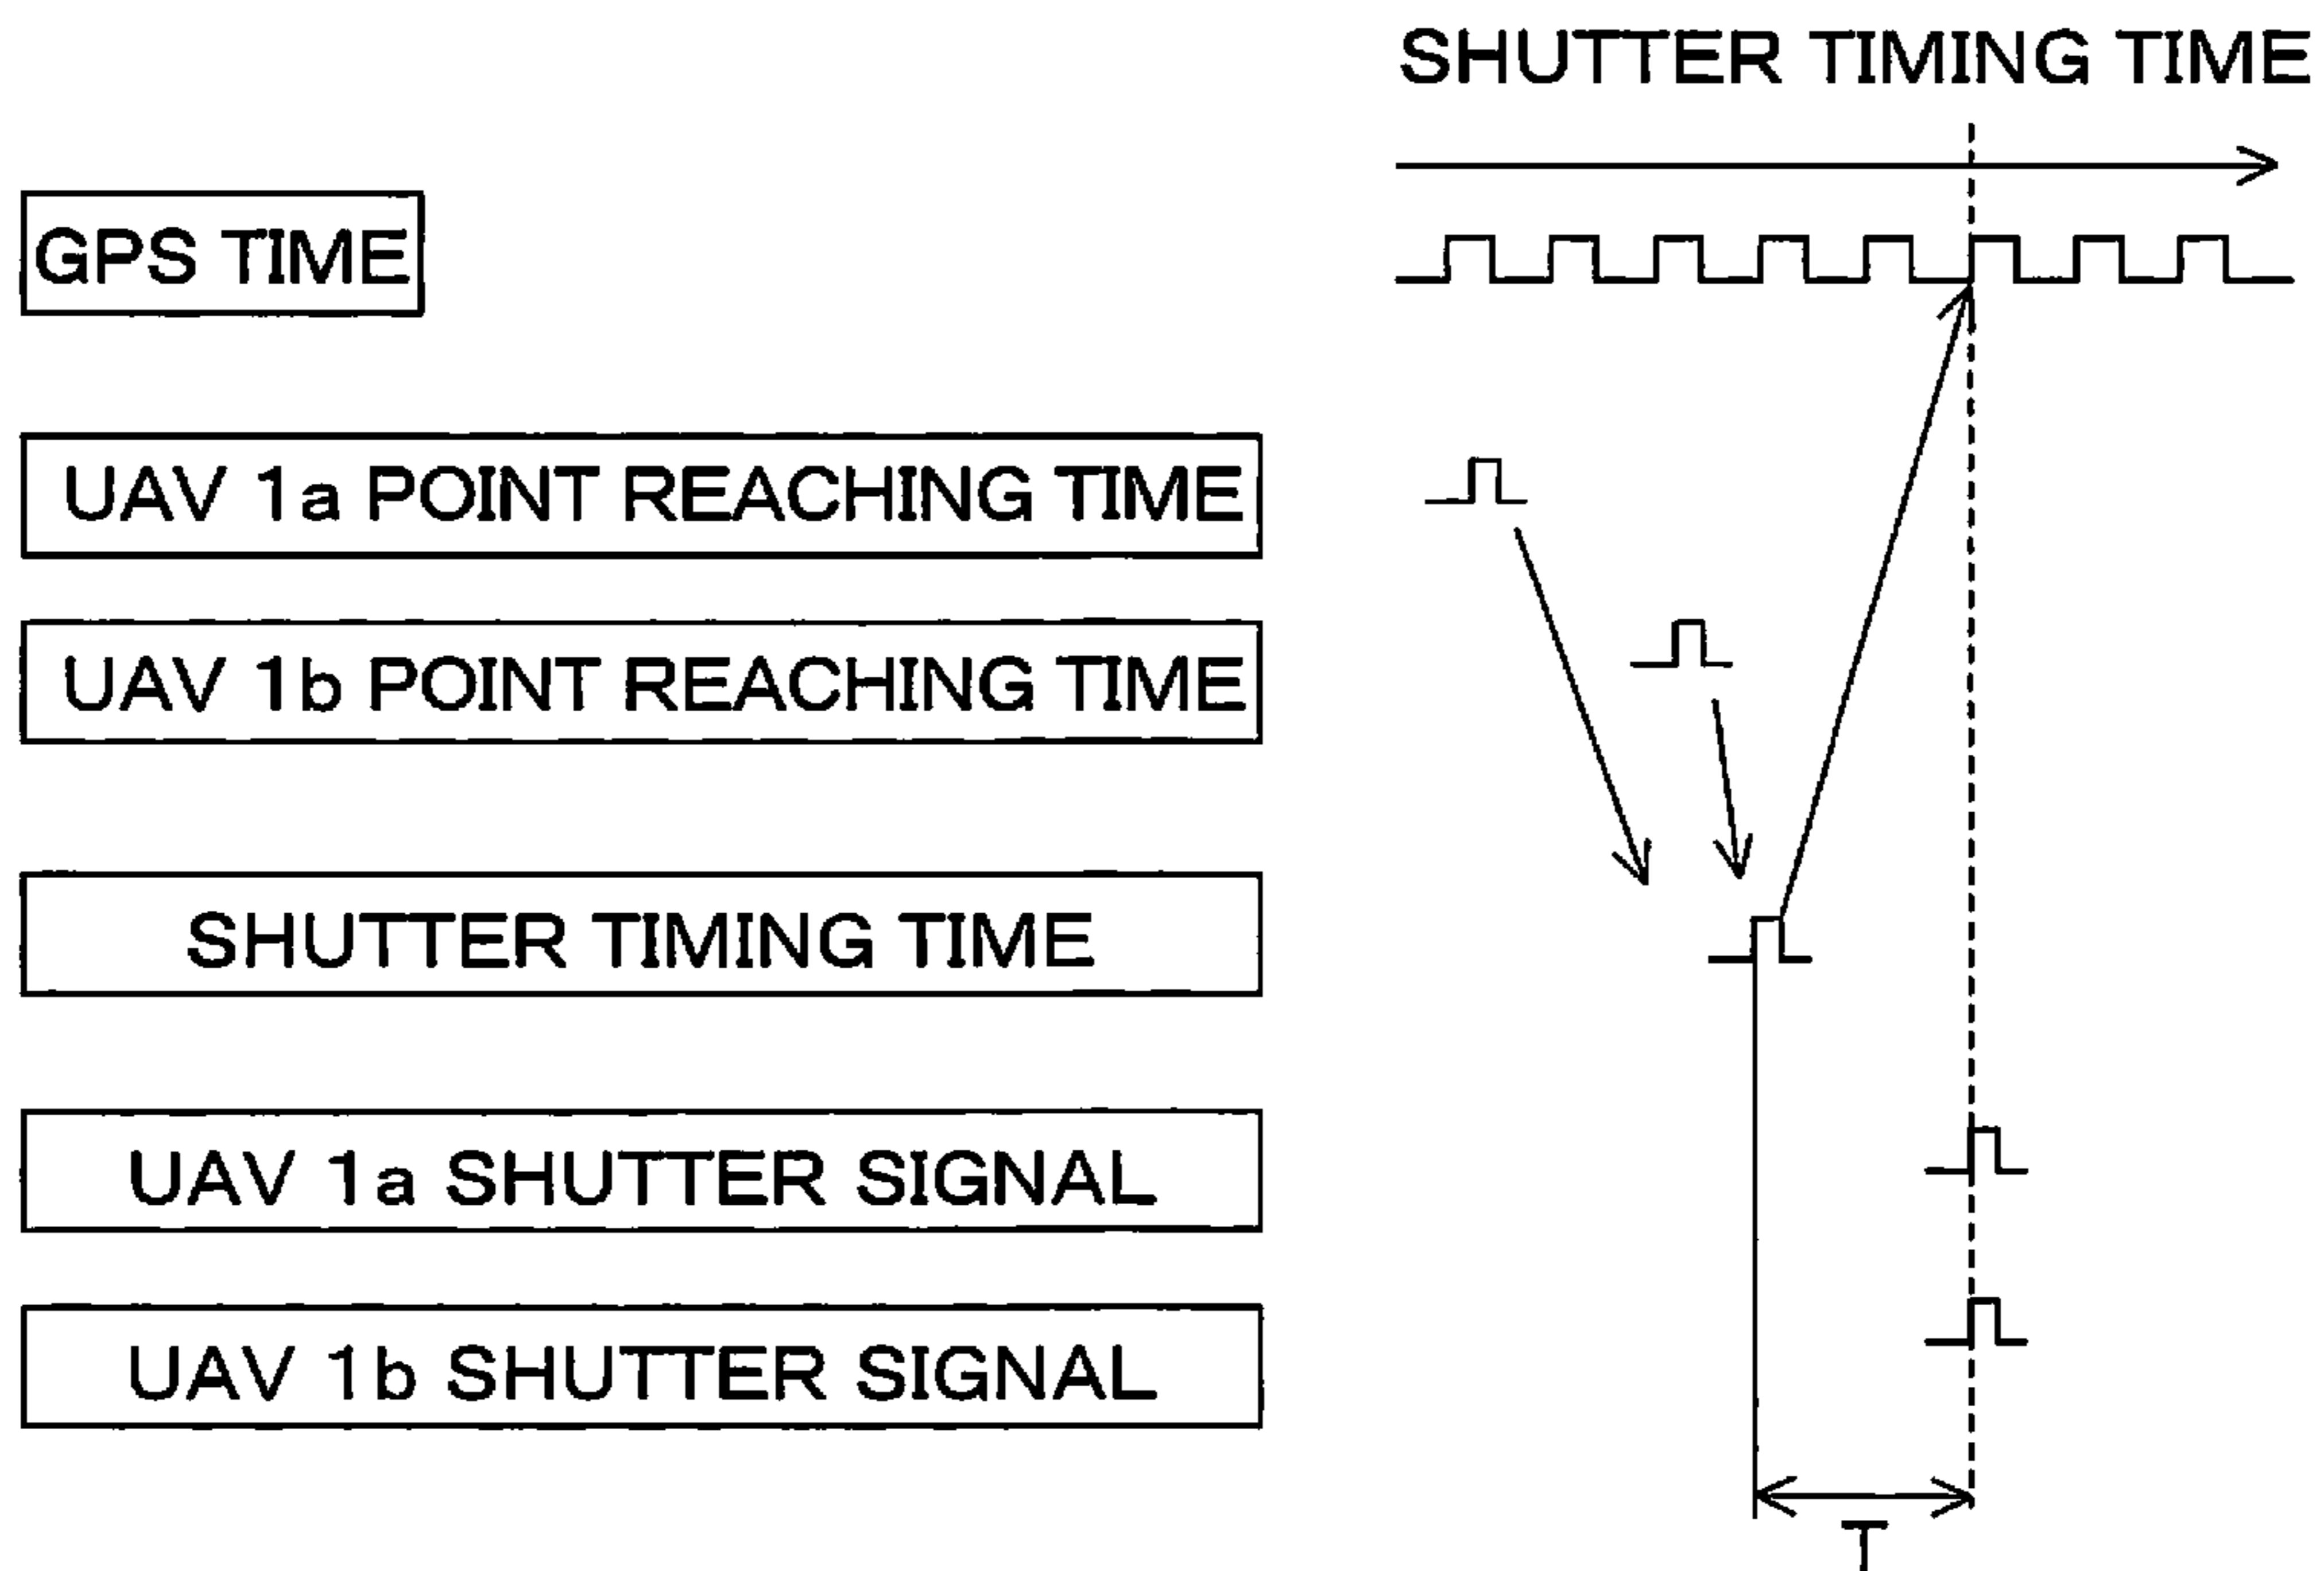 SHUTTER TIMING TIME
GPS TIME
UAV 1a POINT REACHING TIME
UAV 1b POINT REACHING TIME
SHUTTER TIMING TIME
UAV 1a SHUTTER SIGNAL
UAV 1b SHUTTER SIGNAL
T